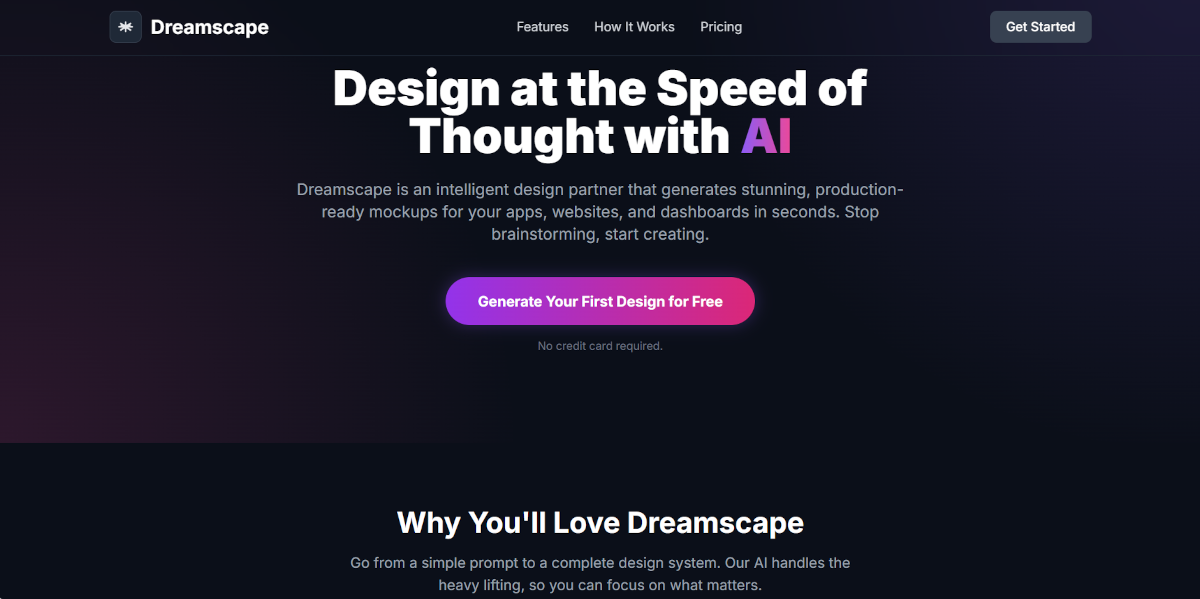 Dreamscape
Features
How It Works
Pricing
Get Started
Design at the Speed of
Thought with AI
Dreamscape is an intelligent design partner that generates stunning, production-
ready mockups for your apps, websites, and dashboards in seconds. Stop
brainstorming, start creating.
Generate Your First Design for Free
No credit card required.
Why You'll Love Dreamscape
Go from a simple prompt to a complete design system. Our AI handles the
heavy lifting, so you can focus on what matters.